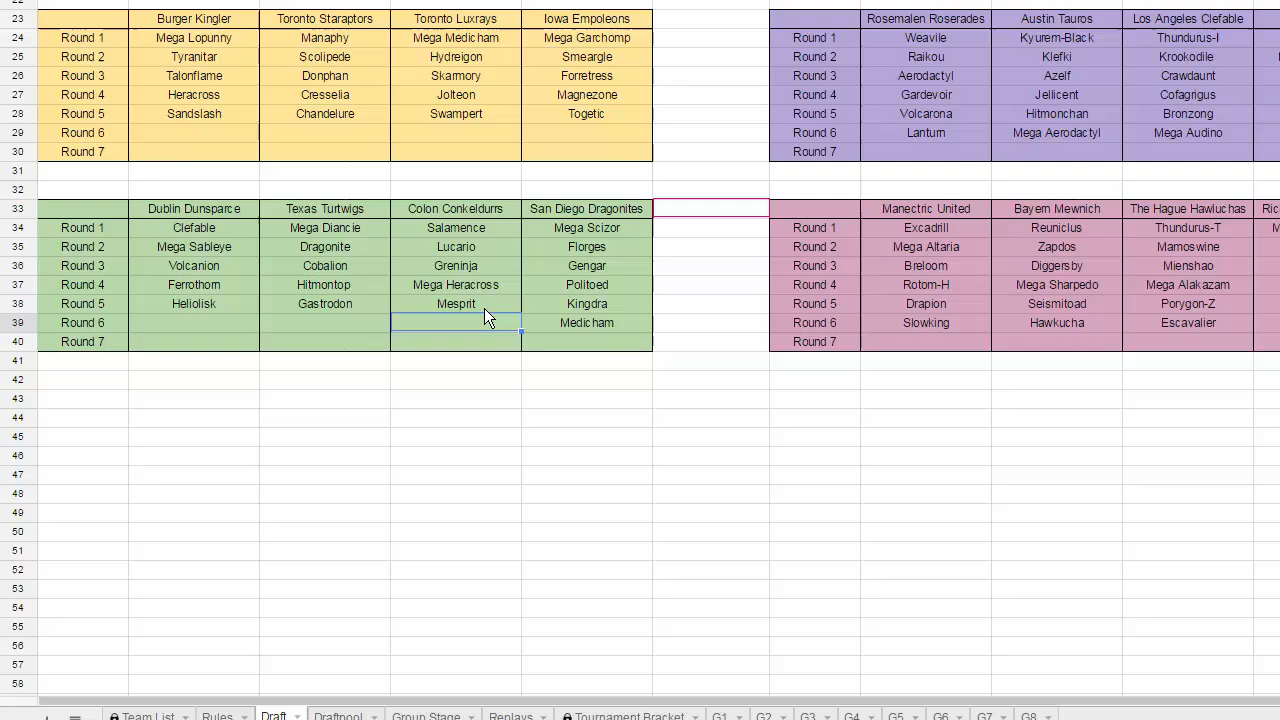 23 Burger Kingler Toronto Staraptors Toronto Luxrays Iowa Empoleons Rosemalen Roserades Austin Tauros Los Angeles Clefable
24 Round 1 Mega Lopunny Manaphy Mega Medicham Mega Garchomp Round 1 Weavile Kyurem-Black Thundurus-I
25 Round 2 Tyranitar Scolipede Hydreigon Smeargle Round 2 Raikou Klefki Krookodile
26 Round 3 Talonflame Donphan Skarmory Forretress Round 3 Aerodactyl Azelf Crawdaunt
27 Round 4 Heracross Cresselia Jolteon Magnezone Round 4 Gardevoir Jellicent Cofagrigus
28 Round 5 Sandslash Chandelure Swampert Togetic Round 5 Volcarona Hitmonchan Bronzong
29 Round 6 Round 6 Lanturn Mega Aerodactyl Mega Audino
30 Round 7 Round 7
31
32
33 Dublin Dunsparce Texas Turtwigs Colon Conkeldurrs San Diego Dragonites Manectric United Bayern Mewnich The Hague Hawluchas Ric
34 Round 1 Clefable Mega Diancie Salamence Mega Scizor Round 1 Excadrill Reuniclus Thundurus-T M
35 Round 2 Mega Sableye Dragonite Lucario Florges Round 2 Mega Altaria Zapdos Mamoswine
36 Round 3 Volcanion Cobalion Greninja Gengar Round 3 Breloom Diggersby Mienshao
37 Round 4 Ferrothorn Hitmontop Mega Heracross Politoed Round 4 Rotom-H Mega Sharpedo Mega Alakazam
38 Round 5 Heliolisk Gastrodon Mesprit Kingdra Round 5 Drapion Seismitoad Porygon-Z
39 Round 6 Medicham Round 6 Slowking Hawkucha Escavalier
40 Round 7 Round 7
41
42
43
44
45
46
47
48
49
50
51
52
53
54
55
56
57
58
Team List Rules Draft Draftpool Group Stage Replays Tournament Bracket G1 G2 G3 G4 G5 G6 G7 G8